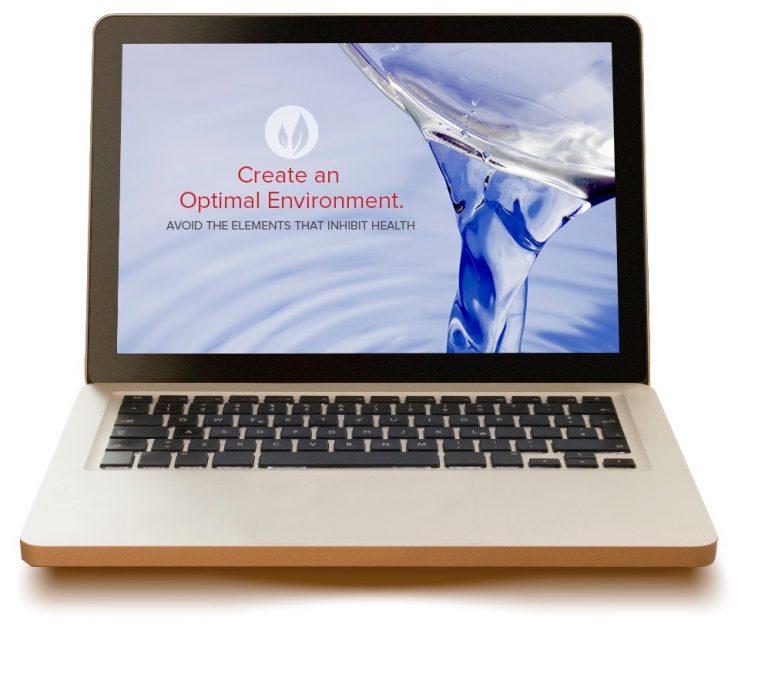 Create an
Optimal Environment.
AVOID THE ELEMENTS THAT INHIBIT HEALTH
Q W E R T Y U I O P
A S D F G H J K L
Z X C V B N M